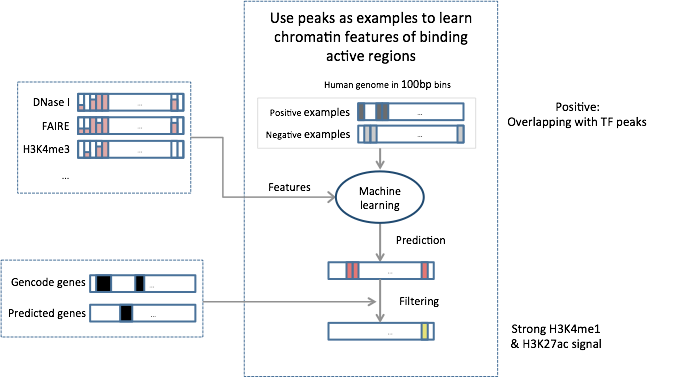 Use peaks as examples to learn
chromatin features of binding
active regions
Human genome in 100bp bins
Positive examples
..
Negative examples
..
DNase I
..
FAIRE
..
H3K4me3
..
...
Features
Machine
learning
Positive:
Overlapping with TF peaks
Prediction
..
Gencode genes
..
Predicted genes
...
Filtering
..
Strong H3K4me1
& H3K27ac signal